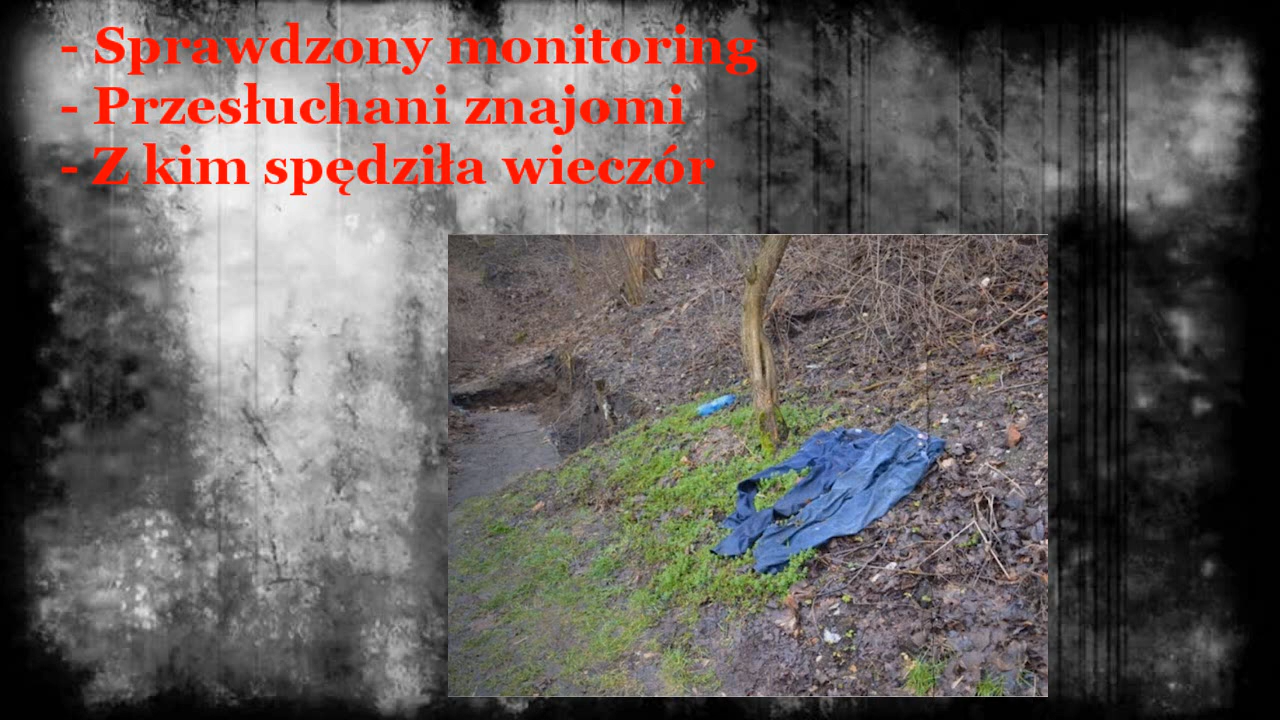 - Sprawdzony monitoring
- Przesłuchani znajomi
- Z kim spędziła wieczór